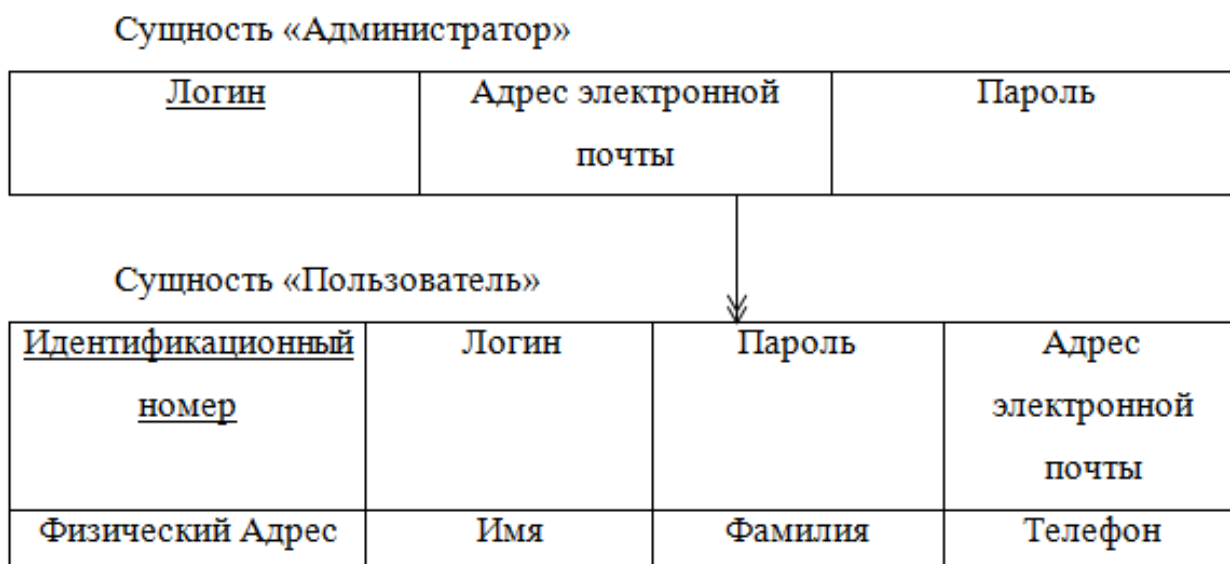 Сущность «Администратор»
Логин Адрес электронной Пароль
почты
Сущность «Пользователь»
Идентификационный Логин Пароль Адрес
номер электронной
почты
Физический Адрес Имя Фамилия Телефон